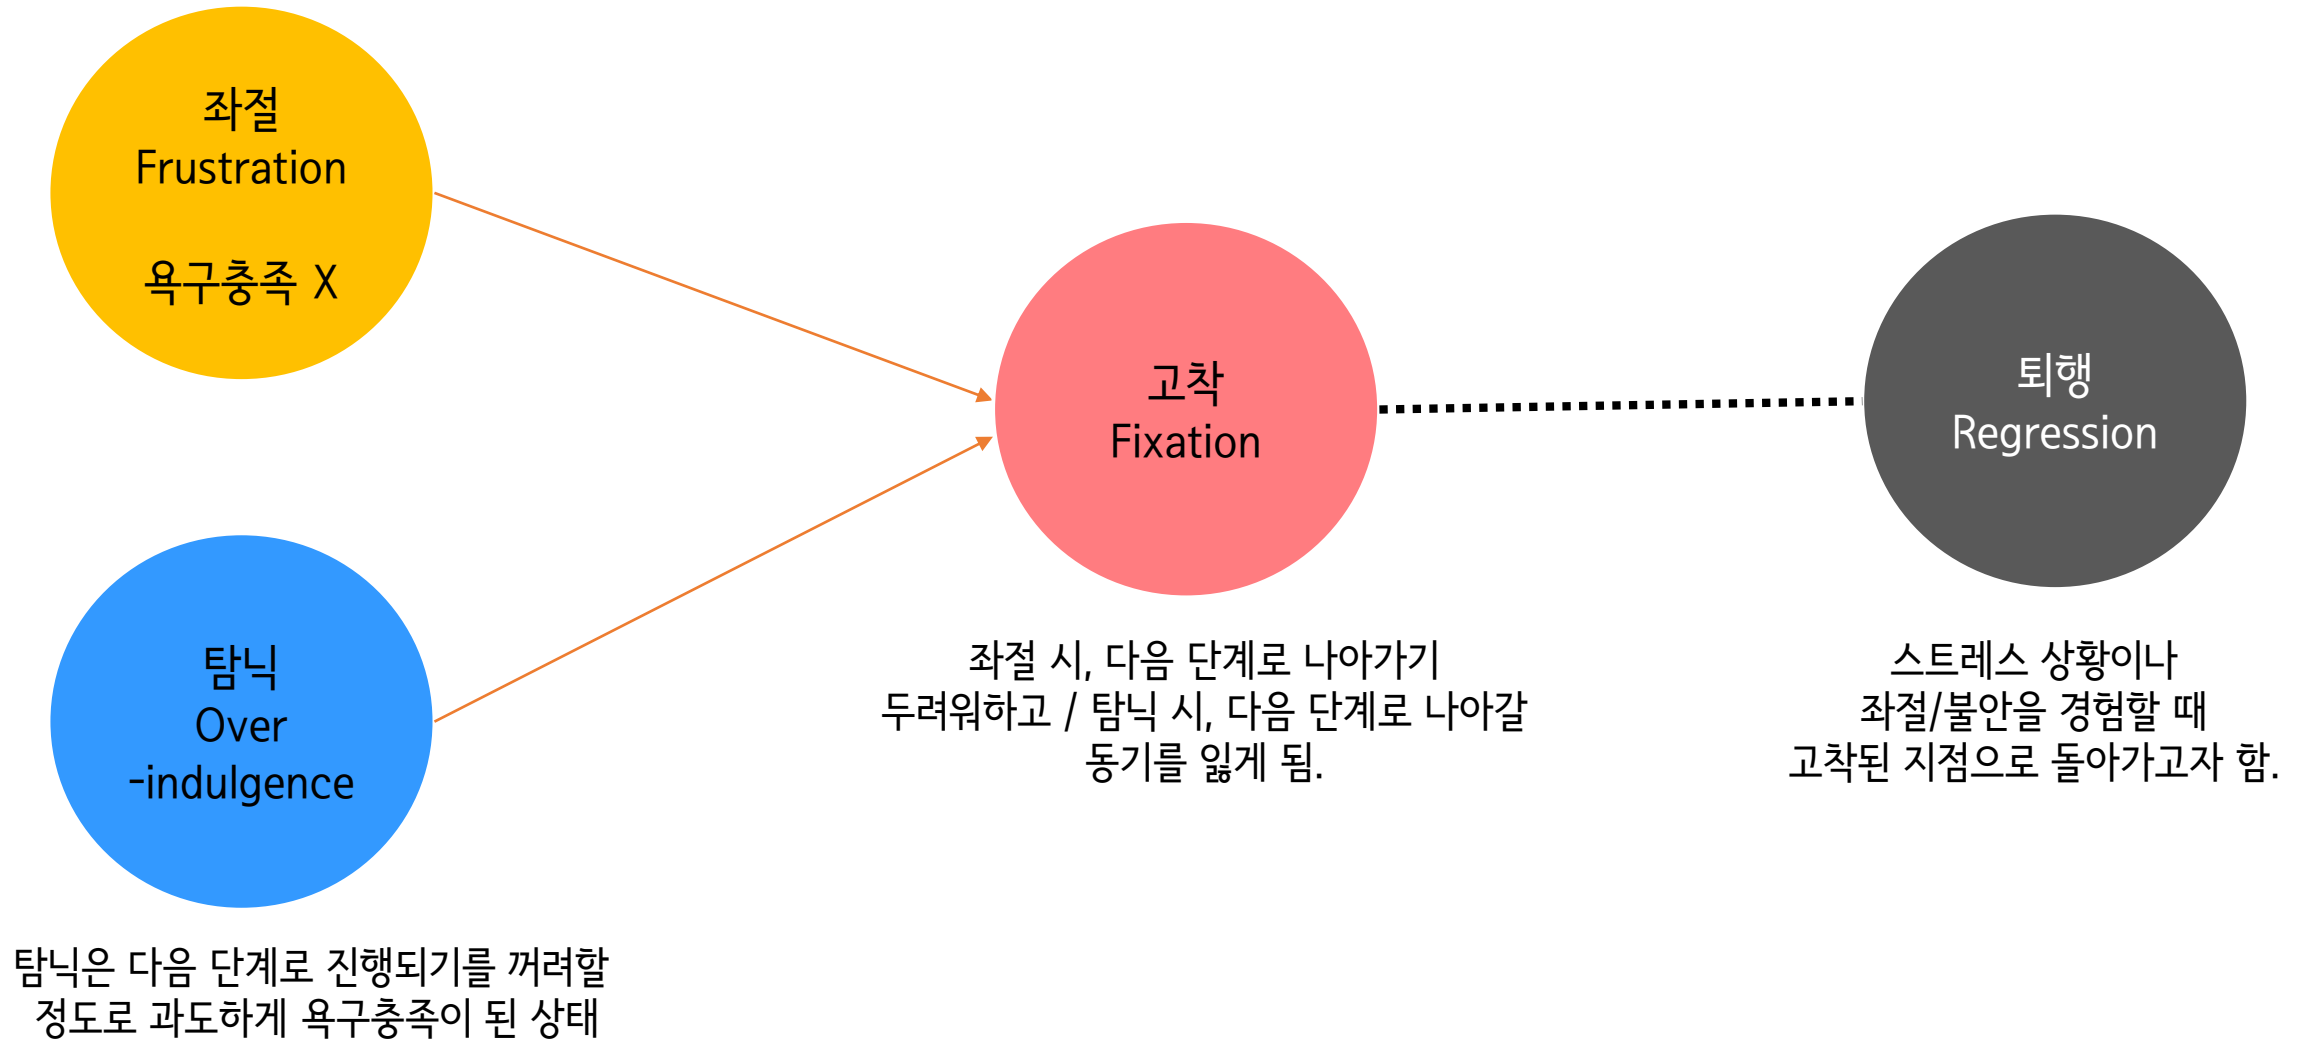 좌절
Frustration
욕구충족 X
탐닉
Over
-indulgence
탐닉은 다음 단계로 진행되기를 꺼려할
정도로 과도하게 욕구충족이 된 상태
고착
Fixation
좌절 시, 다음 단계로 나아가기
두려워하고 / 탐닉 시, 다음 단계로 나아갈
동기를 잃게 됨.
퇴행
Regression
스트레스 상황이나
좌절/불안을 경험할 때
고착된 지점으로 돌아가고자 함.